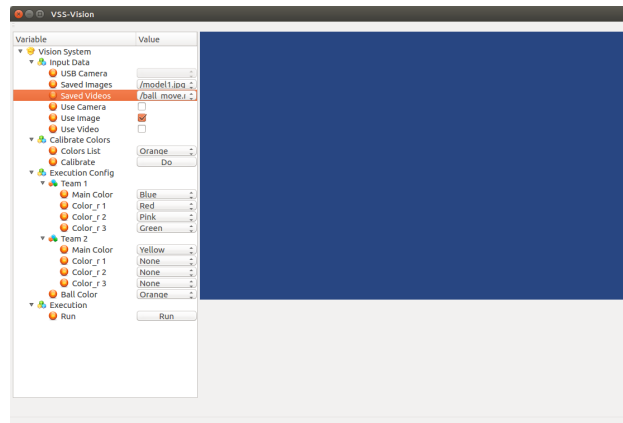 VSS-Vision
Variable Value
Vision System
Input Data
USB Camera
Saved Images /model1.jpg
Saved Videos /ball_move.
Use Camera
Use Image
Use Video
Calibrate Colors
Colors List Orange
Calibrate Do
Execution Config
Team 1
Main Color Blue
Color_r 1 Red
Color_r 2 Pink
Color_r 3 Green
Team 2
Main Color Yellow
Color_r 1 None
Color_r 2 None
Color_r 3 None
Ball Color Orange
Execution
Run Run